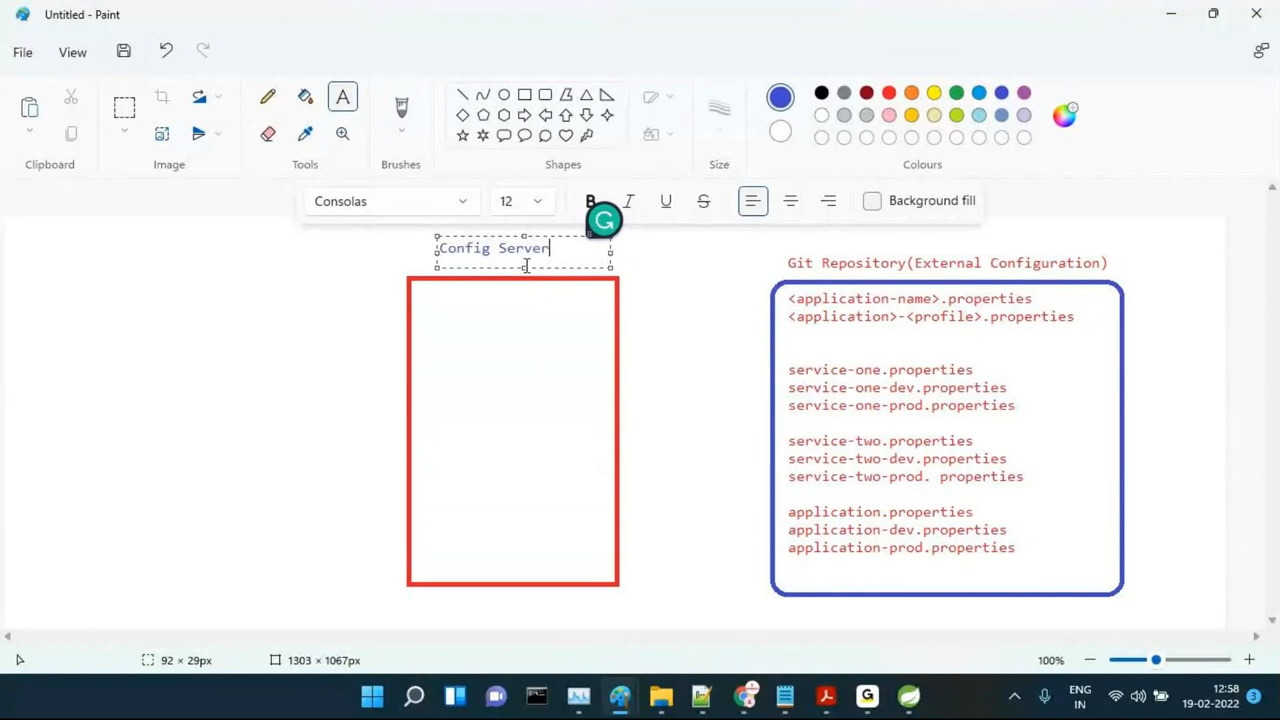 Untitled - Paint
File
View
Clipboard
Image
Tools
Brushes
Shapes
Size
Colours
Consolas
12
B I U S
Background fill
Config Server
Git Repository(External Configuration)
<application-name>.properties
<application>-<profile>.properties
service-one.properties
service-one-dev.properties
service-one-prod.properties
service-two.properties
service-two-dev.properties
service-two-prod. properties
application.properties
application-dev.properties
application-prod.properties
92 × 29px
1303 × 1067px
100%
ENG
IN
12:58
19-02-2022
3